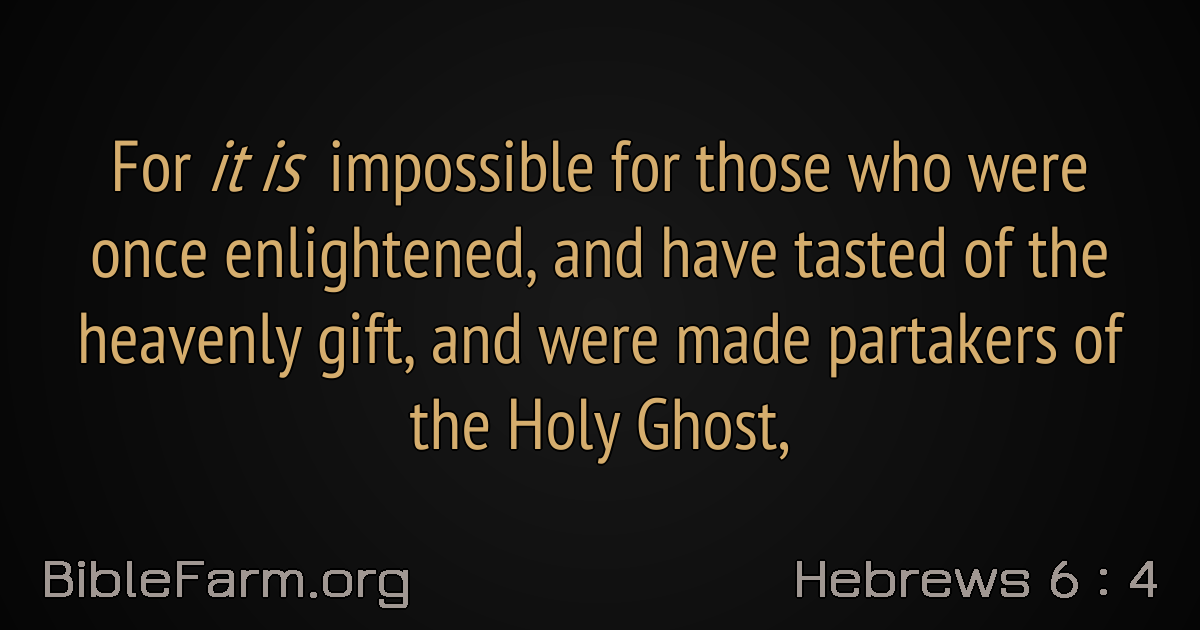 For it is impossible for those who were
once enlightened, and have tasted of the
heavenly gift, and were made partakers of
the Holy Ghost,
BibleFarm.org
Hebrews 6 : 4